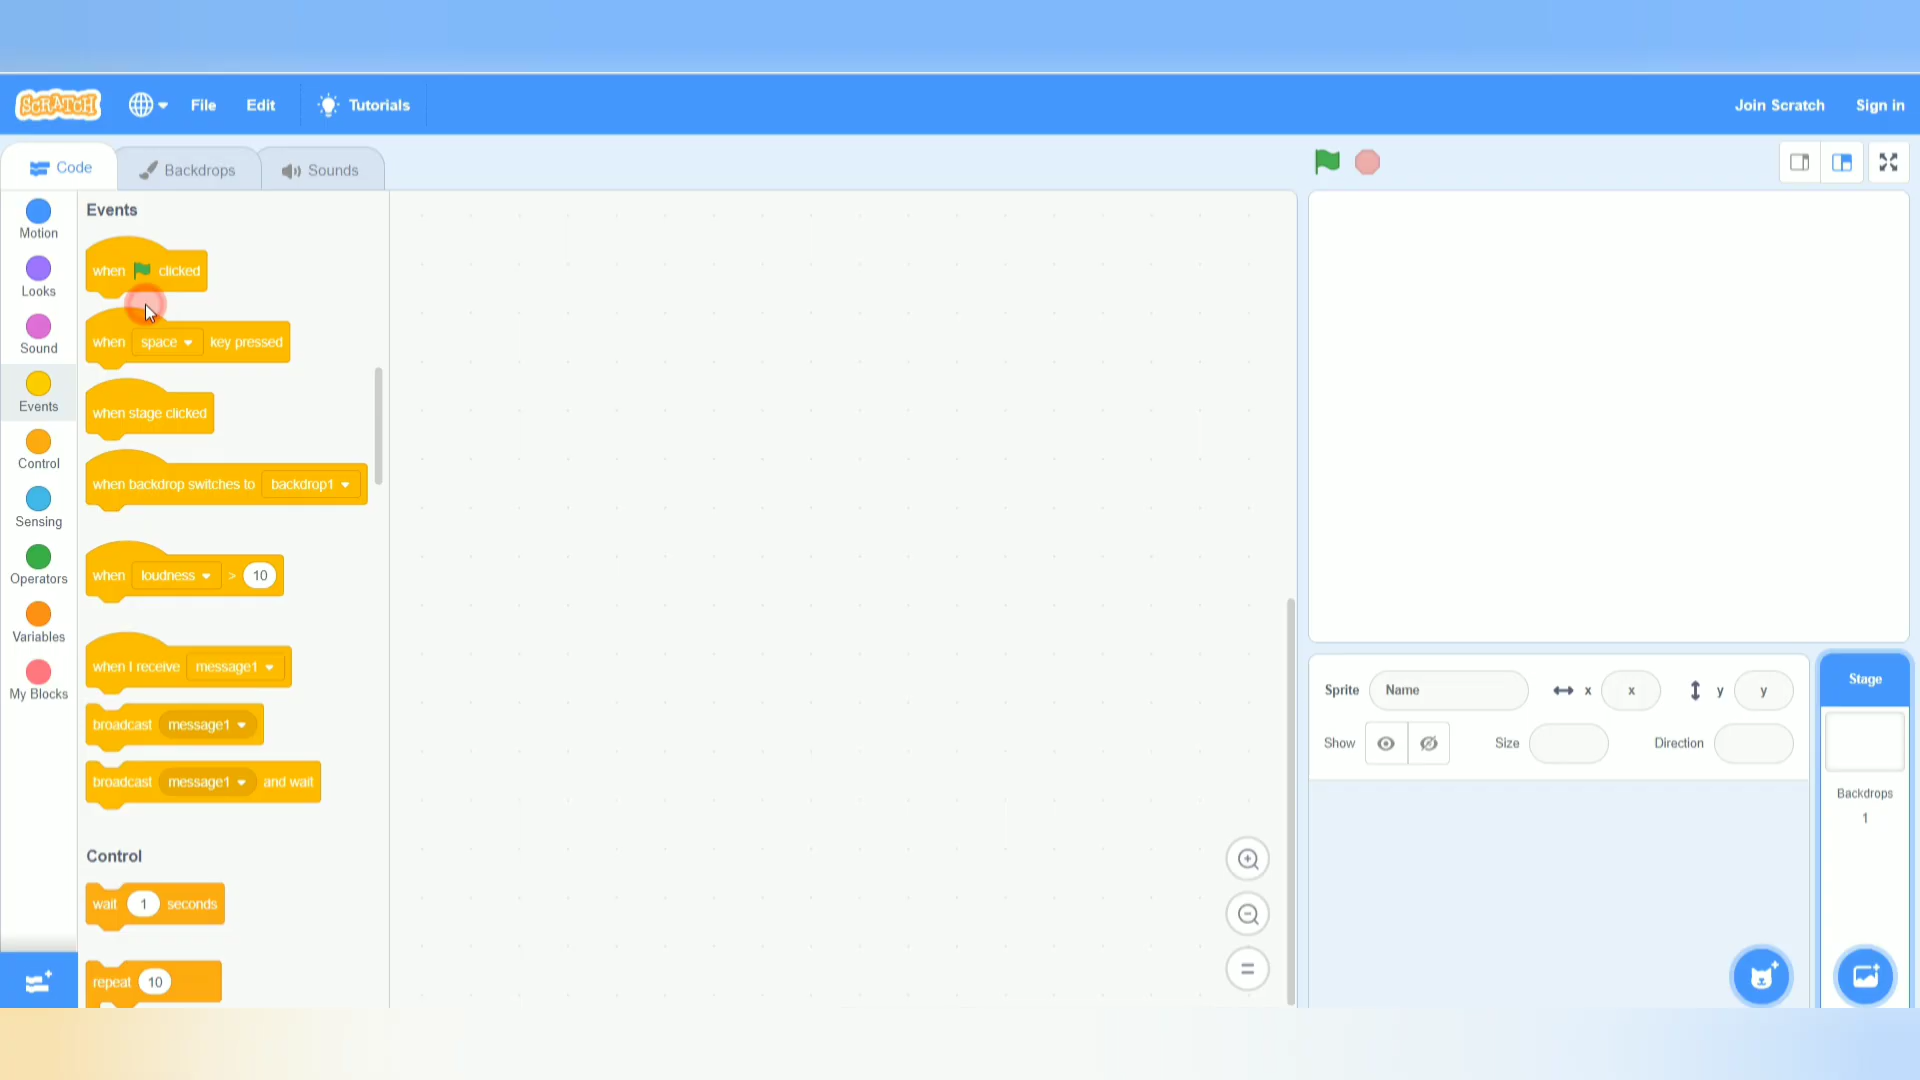 SCRATCH File Edit Tutorials Join Scratch Sign in
Code Backdrops Sounds
Motion
Looks
Sound
Events
Control
Sensing
Operators
Variables
My Blocks
Events
when clicked
when space key pressed
when stage clicked
when backdrop switches to backdrop1
when loudness > 10
when I receive message1
broadcast message1
broadcast message1 and wait
Control
wait 1 seconds
repeat 10
Sprite Name x x y y
Show Size Direction
Stage
Backdrops
1